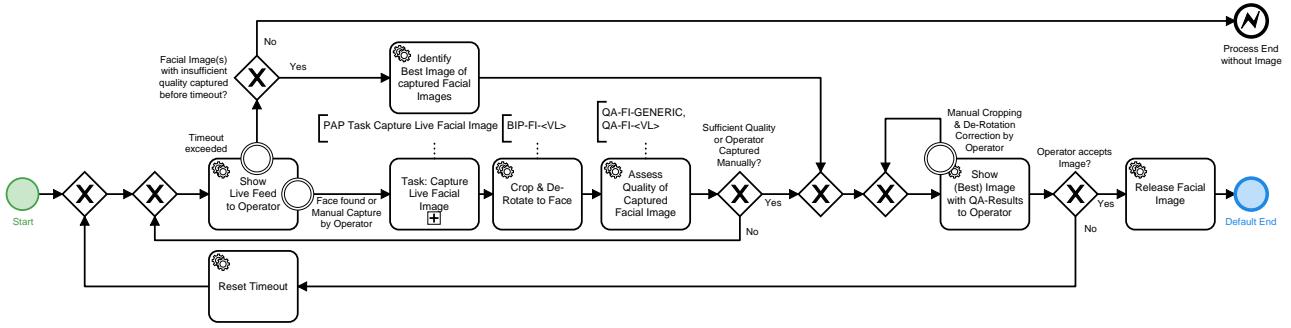 No
Process End
without Image
Facial Image(s)
with insufficient
quality captured
before timeout?
Yes
Identify
Best Image of
captured Facial
Images
PAP Task Capture Live Facial Image
BIP-FI-<VL>
QA-FI-GENERIC,
QA-FI-<VL>
Sufficient Quality
or Operator
Captured
Manually?
Manual Cropping
& De-Rotation
Correction by
Operator
Timeout
exceeded
Operator accepts
Image?
Start
Show
Live Feed
to Operator
Face found or
Manual Capture
by Operator
Task: Capture
Live Facial
Image
Crop & De-
Rotate to Face
Assess
Quality of
Captured
Facial Image
Yes
No
Show
(Best) Image
with QA-Results
to Operator
Yes
No
Release Facial
Image
Default End
Reset Timeout